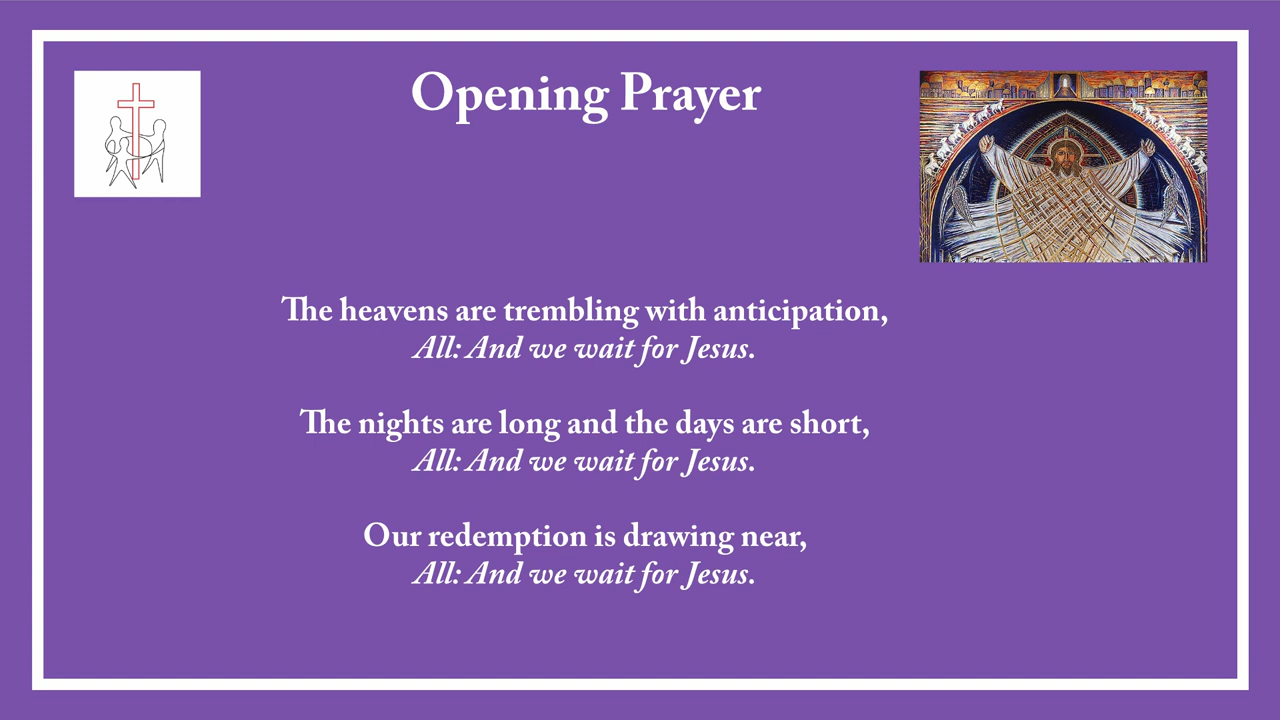 Opening Prayer
The heavens are trembling with anticipation,
All: And we wait for Jesus.
The nights are long and the days are short,
All: And we wait for Jesus.
Our redemption is drawing near,
All: And we wait for Jesus.